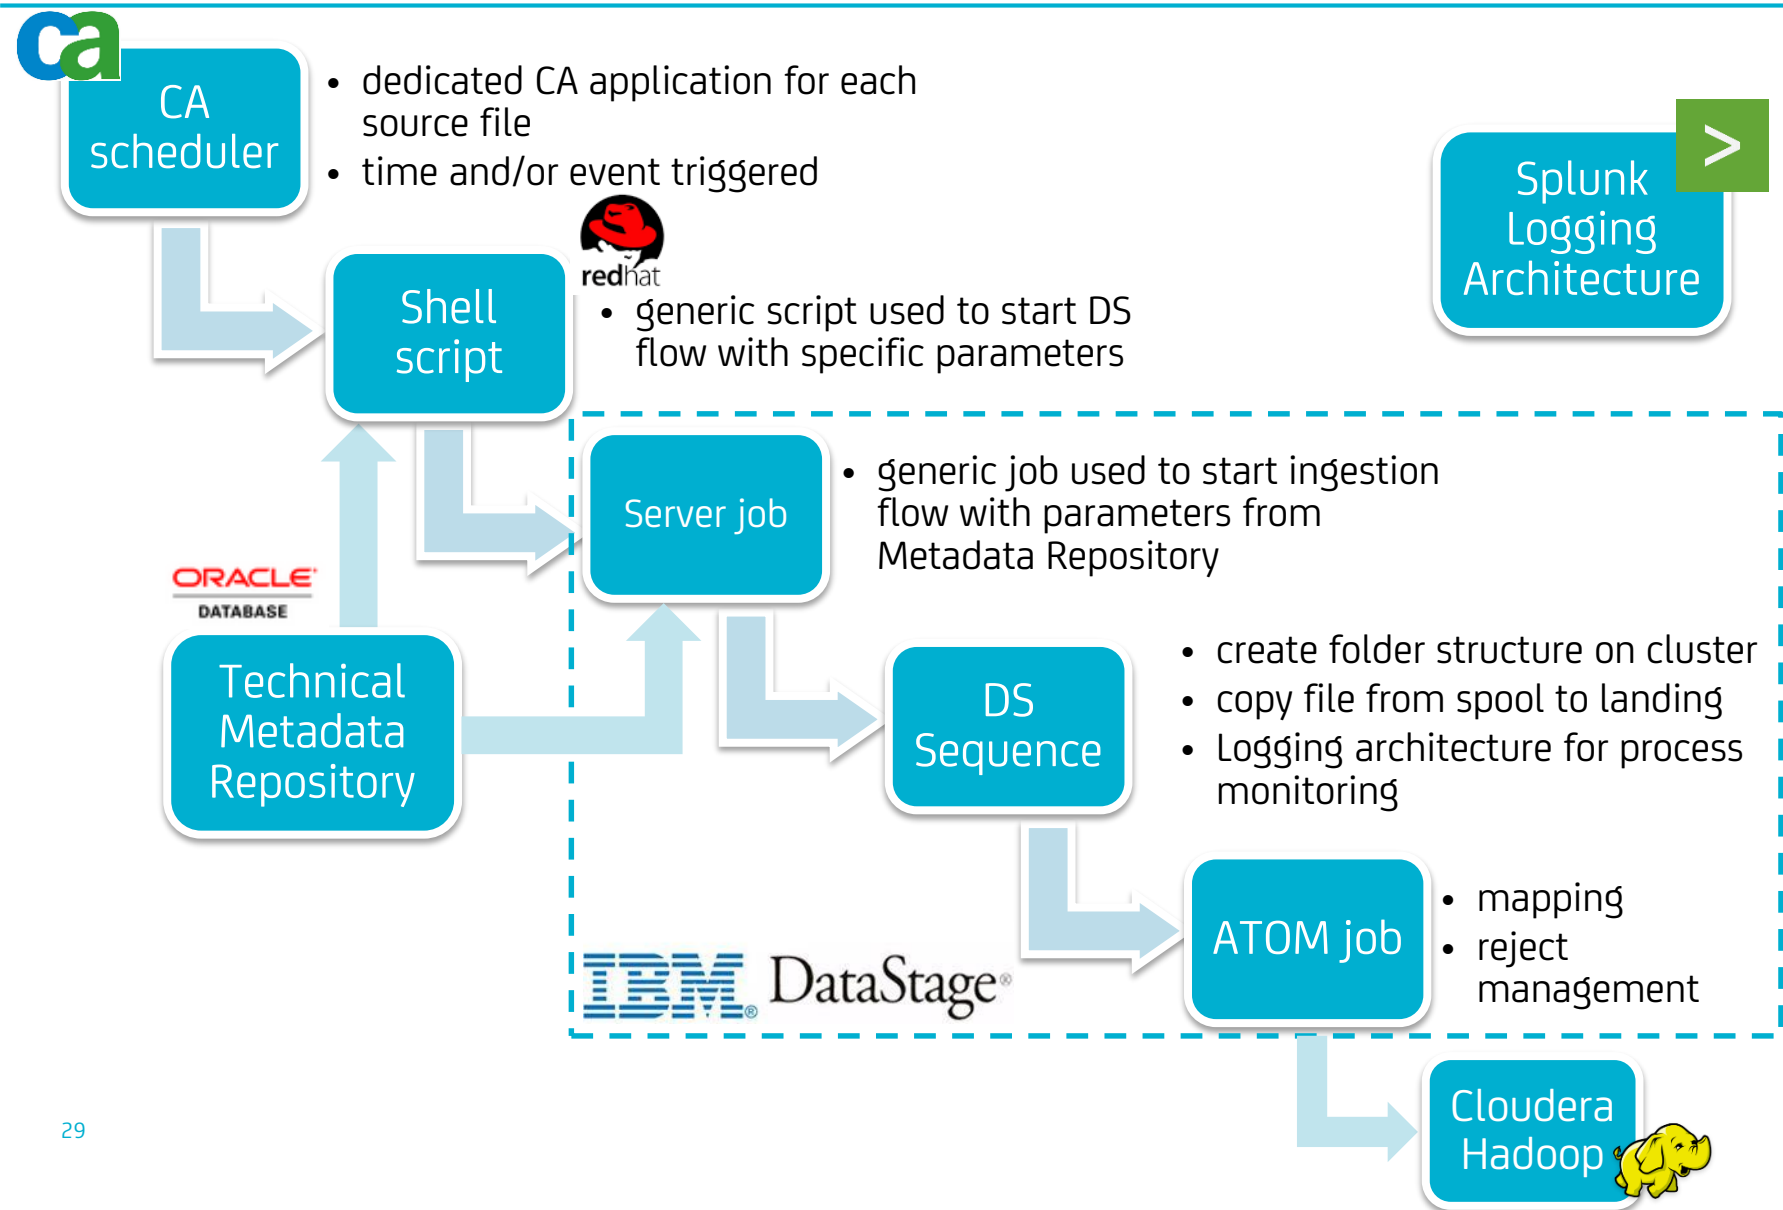 ca
CA
scheduler
• dedicated CA application for each
source file
• time and/or event triggered
>
Splunk
Logging
Architecture
redhat
Shell
script
• generic script used to start DS
flow with specific parameters
Server job
• generic job used to start ingestion
flow with parameters from
Metadata Repository
ORACLE
DATABASE
Technical
Metadata
Repository
DS
Sequence
• create folder structure on cluster
• copy file from spool to landing
• Logging architecture for process
monitoring
ATOM job
• mapping
• reject
management
IBM® DataStage®
Cloudera
Hadoop
29